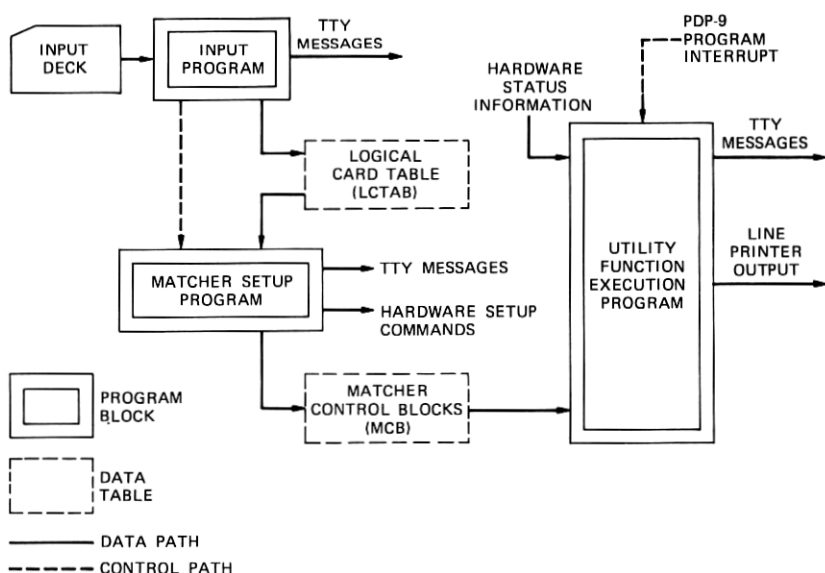 INPUT
DECK
INPUT
PROGRAM
TTY
MESSAGES
LOGICAL
CARD TABLE
(LCTAB)
MATCHER SETUP
PROGRAM
TTY MESSAGES
HARDWARE SETUP
COMMANDS
MATCHER
CONTROL BLOCKS
(MCB)
HARDWARE
STATUS
INFORMATION
PDP-9
PROGRAM
INTERRUPT
UTILITY
FUNCTION
EXECUTION
PROGRAM
TTY
MESSAGES
LINE
PRINTER
OUTPUT
PROGRAM
BLOCK
DATA
TABLE
DATA PATH
CONTROL PATH